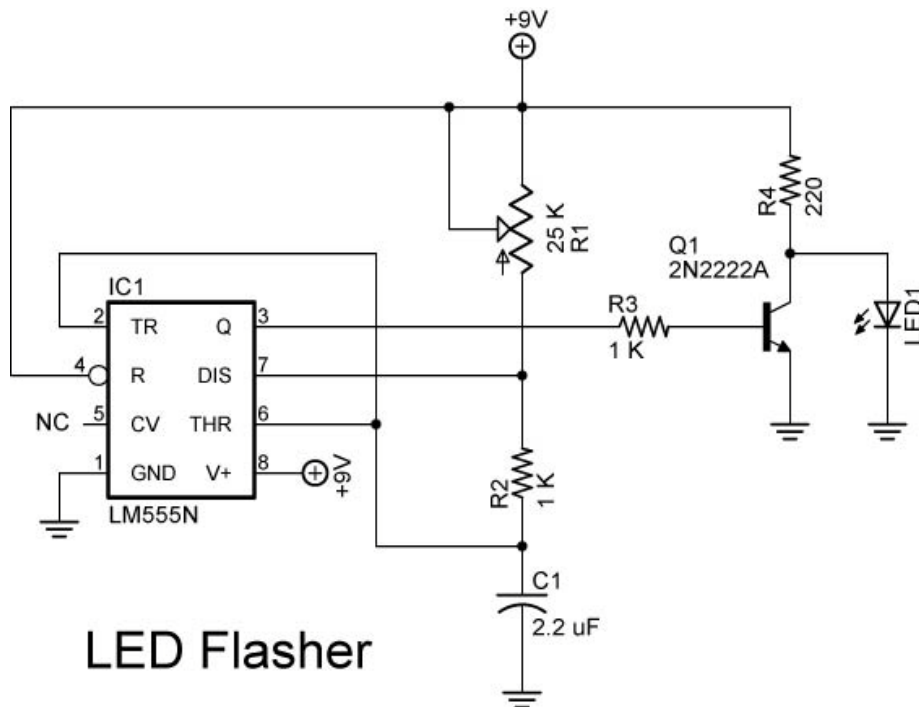 +9V
25 K
R1
R4
220
Q1
2N2222A
LED1
R3
1 K
IC1
2 TR Q 3
4 R DIS 7
NC 5 CV THR 6
1 GND V+ 8 +9V
LM555N
R2
1 K
C1
2.2 uF
LED Flasher